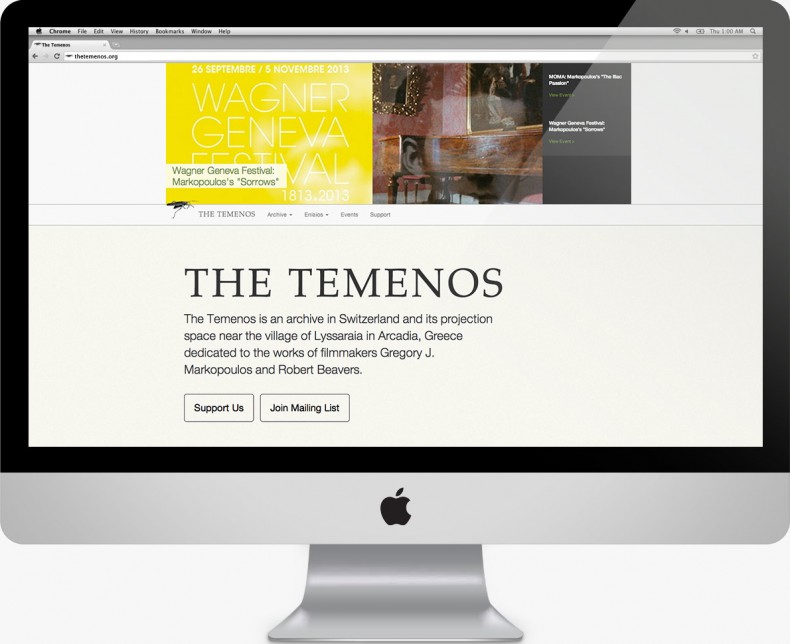 Chrome File Edit View History Bookmarks Window Help
Thu 1:00 AM
The Temenos
thetemenos.org
26 SEPTEMBRE / 5 NOVEMBRE 2013
WAGNER
GENEVA
FESTIVAL
1813.2013
Wagner Geneva Festival:
Markopoulos's "Sorrows"
MOMA: Markopoulos's "The Iliac
Passion"
View Event »
Wagner Geneva Festival:
Markopoulos's "Sorrows"
View Event »
THE TEMENOS Archive Eniaios Events Support
THE TEMENOS
The Temenos is an archive in Switzerland and its projection
space near the village of Lyssaraia in Arcadia, Greece
dedicated to the works of filmmakers Gregory J.
Markopoulos and Robert Beavers.
Support Us Join Mailing List